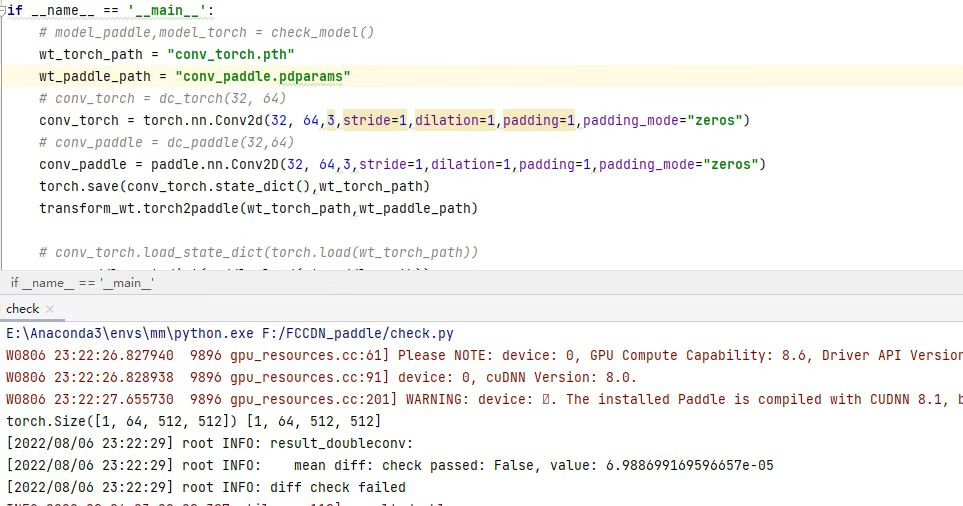 if __name__ == '__main__':
# model_paddle,model_torch = check_model()
wt_torch_path = "conv_torch.pth"
wt_paddle_path = "conv_paddle.pdparams"
# conv_torch = dc_torch(32, 64)
conv_torch = torch.nn.Conv2d(32, 64,3,stride=1,dilation=1,padding=1,padding_mode="zeros")
# conv_paddle = dc_paddle(32,64)
conv_paddle = paddle.nn.Conv2D(32, 64,3,stride=1,dilation=1,padding=1,padding_mode="zeros")
torch.save(conv_torch.state_dict(),wt_torch_path)
transform_wt.torch2paddle(wt_torch_path,wt_paddle_path)
# conv_torch.load_state_dict(torch.load(wt_torch_path))
if __name__ == '__main__'
check ×
E:\Anaconda3\envs\mm\python.exe F:/FCCDN_paddle/check.py
W0806 23:22:26.827940  9896 gpu_resources.cc:61] Please NOTE: device: 0, GPU Compute Capability: 8.6, Driver API Version
W0806 23:22:26.828938  9896 gpu_resources.cc:91] device: 0, cuDNN Version: 8.0.
W0806 23:22:27.655730  9896 gpu_resources.cc:201] WARNING: device: . The installed Paddle is compiled with CUDNN 8.1, b
torch.Size([1, 64, 512, 512]) [1, 64, 512, 512]
[2022/08/06 23:22:29] root INFO: result_doubleconv:
[2022/08/06 23:22:29] root INFO:    mean diff: check passed: False, value: 6.988699169596657e-05
[2022/08/06 23:22:29] root INFO: diff check failed